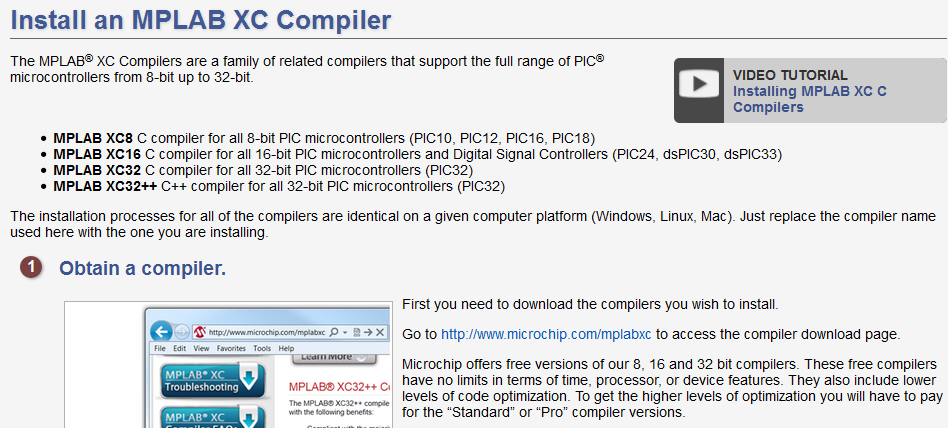 Install an MPLAB XC Compiler
The MPLAB® XC Compilers are a family of related compilers that support the full range of PIC®
microcontrollers from 8-bit up to 32-bit.
VIDEO TUTORIAL
Installing MPLAB XC C
Compilers
• MPLAB XC8 C compiler for all 8-bit PIC microcontrollers (PIC10, PIC12, PIC16, PIC18)
• MPLAB XC16 C compiler for all 16-bit PIC microcontrollers and Digital Signal Controllers (PIC24, dsPIC30, dsPIC33)
• MPLAB XC32 C compiler for all 32-bit PIC microcontrollers (PIC32)
• MPLAB XC32++ C++ compiler for all 32-bit PIC microcontrollers (PIC32)
The installation processes for all of the compilers are identical on a given computer platform (Windows, Linux, Mac). Just replace the compiler name
used here with the one you are installing.
1 Obtain a compiler.
http://www.microchip.com/mplabxc
File Edit View Favorites Tools Help
Learn More
MPLAB® XC
Troubleshooting
MPLAB® XC
Compiler FAQs
MPLAB® XC32++ C
The MPLAB® XC32++ compile
with the following benefits:
First you need to download the compilers you wish to install.
Go to http://www.microchip.com/mplabxc to access the compiler download page.
Microchip offers free versions of our 8, 16 and 32 bit compilers. These free compilers
have no limits in terms of time, processor, or device features. They also include lower
levels of code optimization. To get the higher levels of optimization you will have to pay
for the “Standard” or “Pro” compiler versions.